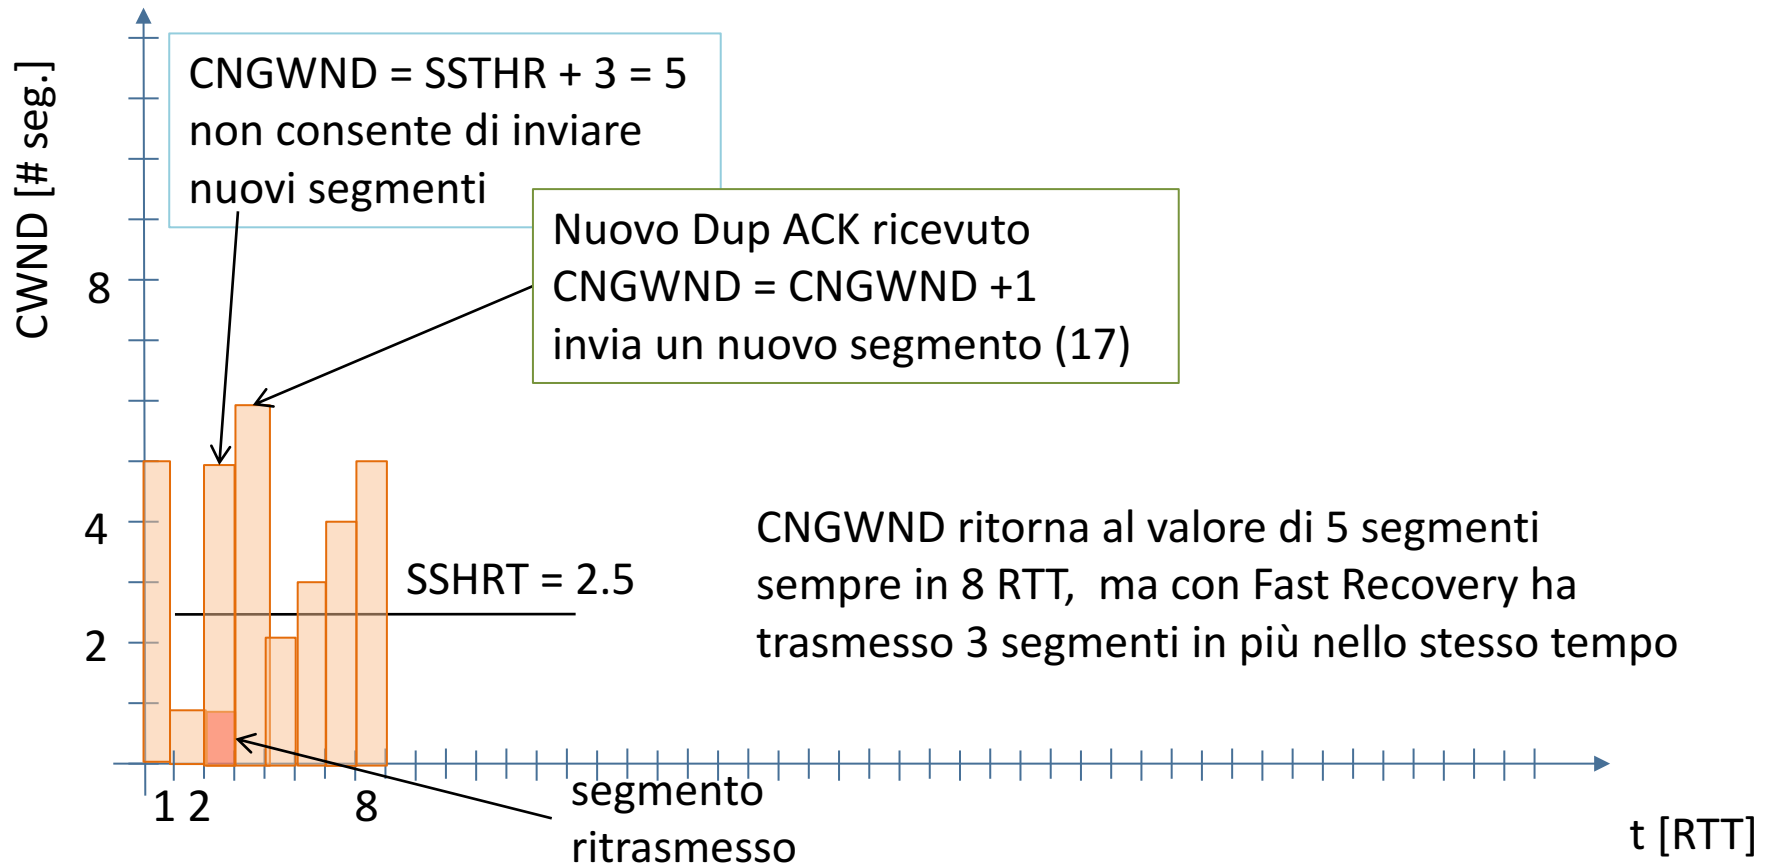 CWND [# seg.]
CNGWND = SSTHR + 3 = 5
non consente di inviare
nuovi segmenti
Nuovo Dup ACK ricevuto
CNGWND = CNGWND +1
invia un nuovo segmento (17)
8
4
2
SSHRT = 2.5
CNGWND ritorna al valore di 5 segmenti
sempre in 8 RTT, ma con Fast Recovery ha
trasmesso 3 segmenti in più nello stesso tempo
1 2
8
segmento
ritrasmesso
t [RTT]